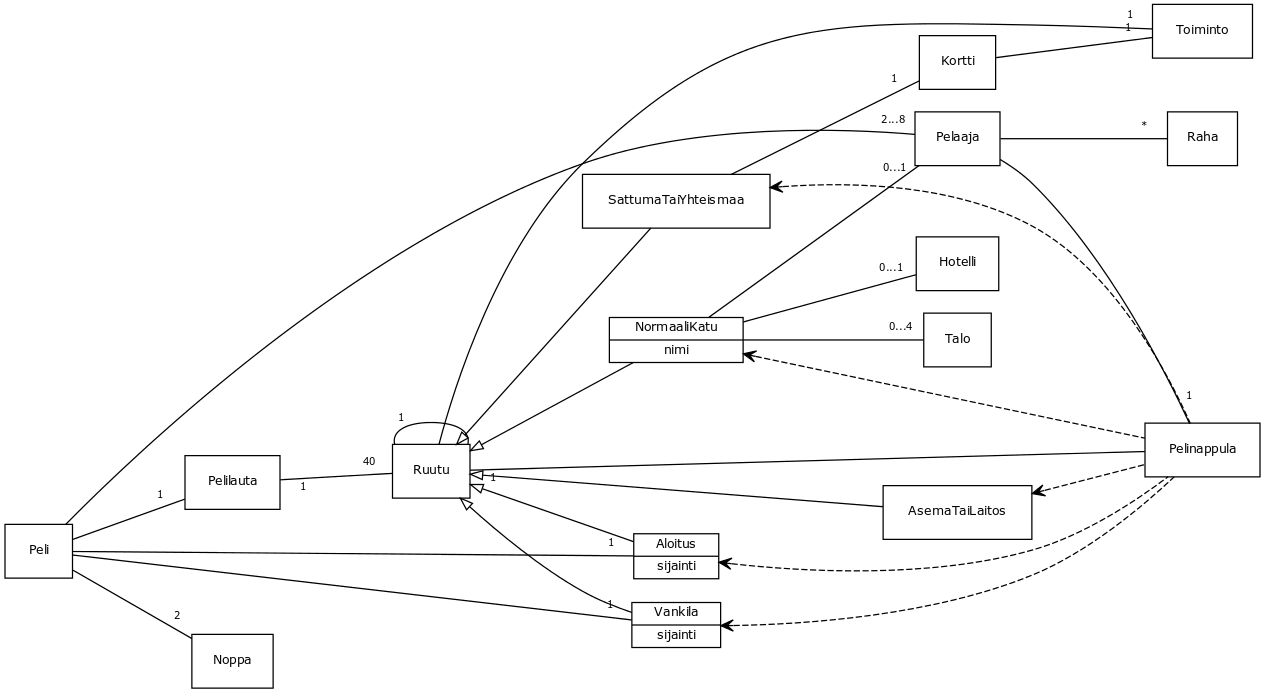 1
Toiminto
1
Kortti
1
2...8
Pelaaja
*
Raha
0...1
SattumaTaiYhteismaa
Hotelli
0...1
NormaaliKatu
nimi
0...4
Talo
1
1
Ruutu
40
Pelilauta
1
1
1
Pelinappula
AsemaTaiLaitos
Peli
1
Aloitus
sijainti
1
Vankila
sijainti
2
Noppa